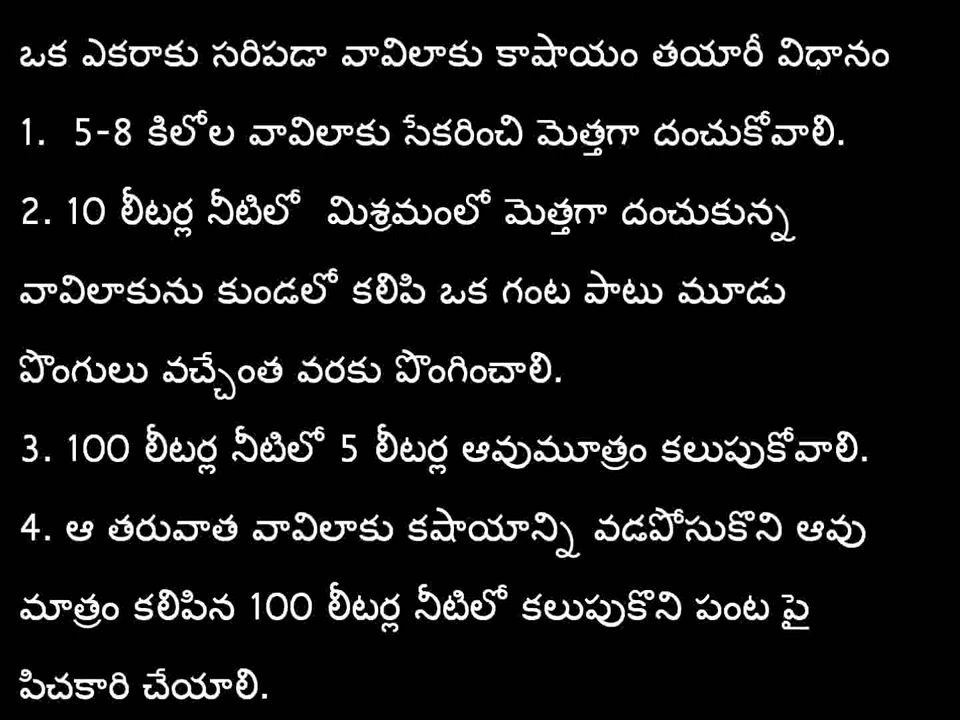 ఒక ఎకరాకు సరిపడా వావిలాకు కాషాయం తయారీ విధానం
1. 5-8 కిలోల వావిలాకు సేకరించి మెత్తగా దంచుకోవాలి.
2. 10 లీటర్ల నీటిలో మిశ్రమంలో మెత్తగా దంచుకున్న
వావిలాకును కుండలో కలిపి ఒక గంట పాటు మూడు
పొంగులు వచ్చేంత వరకు పొంగించాలి.
3. 100 లీటర్ల నీటిలో 5 లీటర్ల ఆవుమూత్రం కలుపుకోవాలి.
4. ఆ తరువాత వావిలాకు కషాయాన్ని వడపోసుకొని ఆవు
మాత్రం కలిపిన 100 లీటర్ల నీటిలో కలుపుకొని పంట పై
పిచకారి చేయాలి.